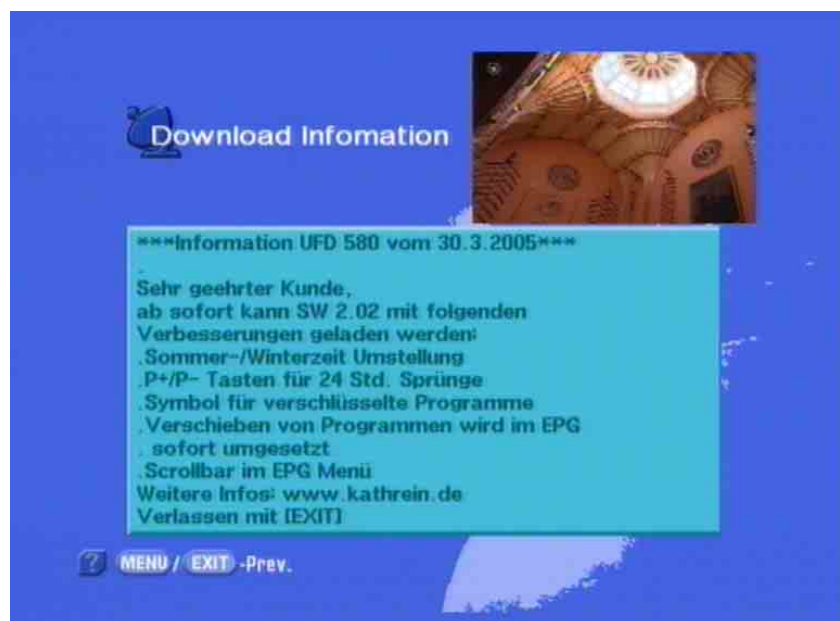 Download Infomation
***Information UFD 580 vom 30.3.2005***
.
Sehr geehrter Kunde,
ab sofort kann SW 2.02 mit folgenden
Verbesserungen geladen werden:
.Sommer-/Winterzeit Umstellung
.P+/P- Tasten für 24 Std. Sprünge
.Symbol für verschlüsselte Programme
.Verschieben von Programmen wird im EPG
. sofort umgesetzt
.Scrollbar im EPG Menü
Weitere Infos: www.kathrein.de
Verlassen mit [EXIT]
? MENU / EXIT -Prev.